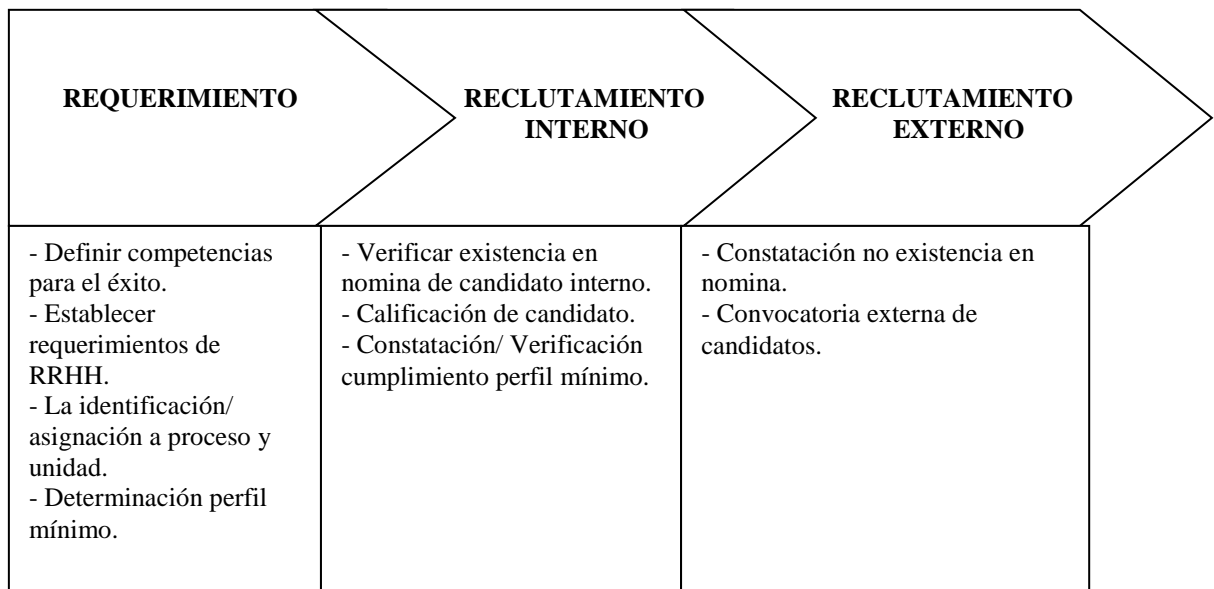 REQUERIMIENTO
RECLUTAMIENTO
INTERNO
RECLUTAMIENTO
EXTERNO
- Definir competencias
para el éxito.
- Establecer
requerimientos de
RRHH.
- La identificación/
asignación a proceso y
unidad.
- Determinación perfil
mínimo.
- Verificar existencia en
nomina de candidato interno.
- Calificación de candidato.
- Constatación/ Verificación
cumplimiento perfil mínimo.
- Constatación no existencia en
nomina.
- Convocatoria externa de
candidatos.